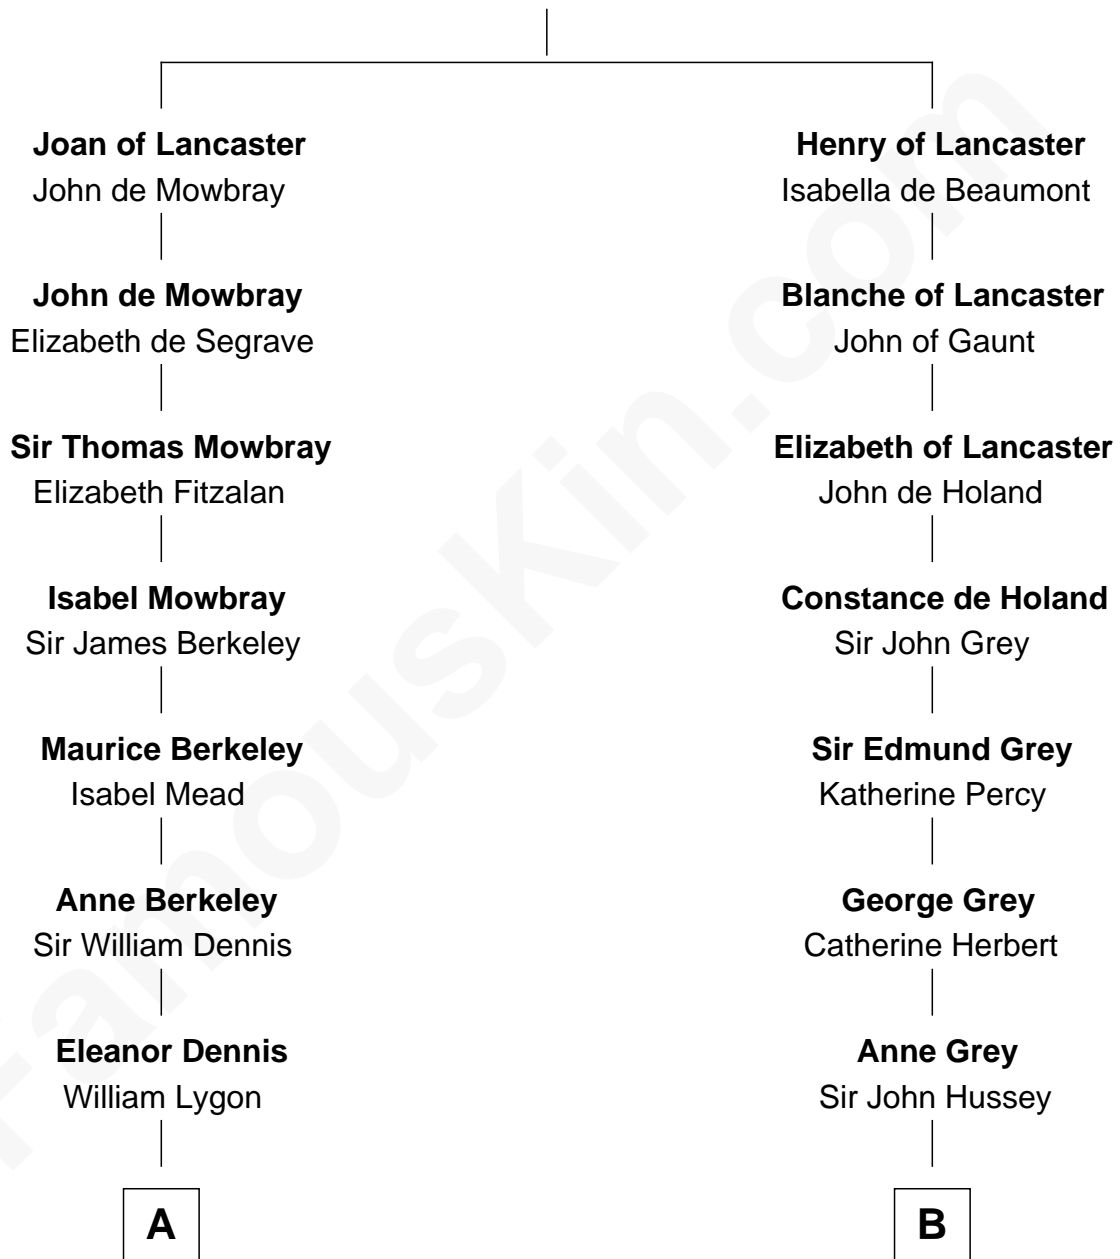 Joan of Lancaster
John de Mowbray
Henry of Lancaster
Isabella de Beaumont
John de Mowbray
Elizabeth de Segrave
Blanche of Lancaster
John of Gaunt
Sir Thomas Mowbray
Elizabeth Fitzalan
Elizabeth of Lancaster
John de Holand
Isabel Mowbray
Sir James Berkeley
Constance de Holand
Sir John Grey
Maurice Berkeley
Isabel Mead
Sir Edmund Grey
Katherine Percy
Anne Berkeley
Sir William Dennis
George Grey
Catherine Herbert
Eleanor Dennis
William Lygon
Anne Grey
Sir John Hussey
A
B
FamousKin.com